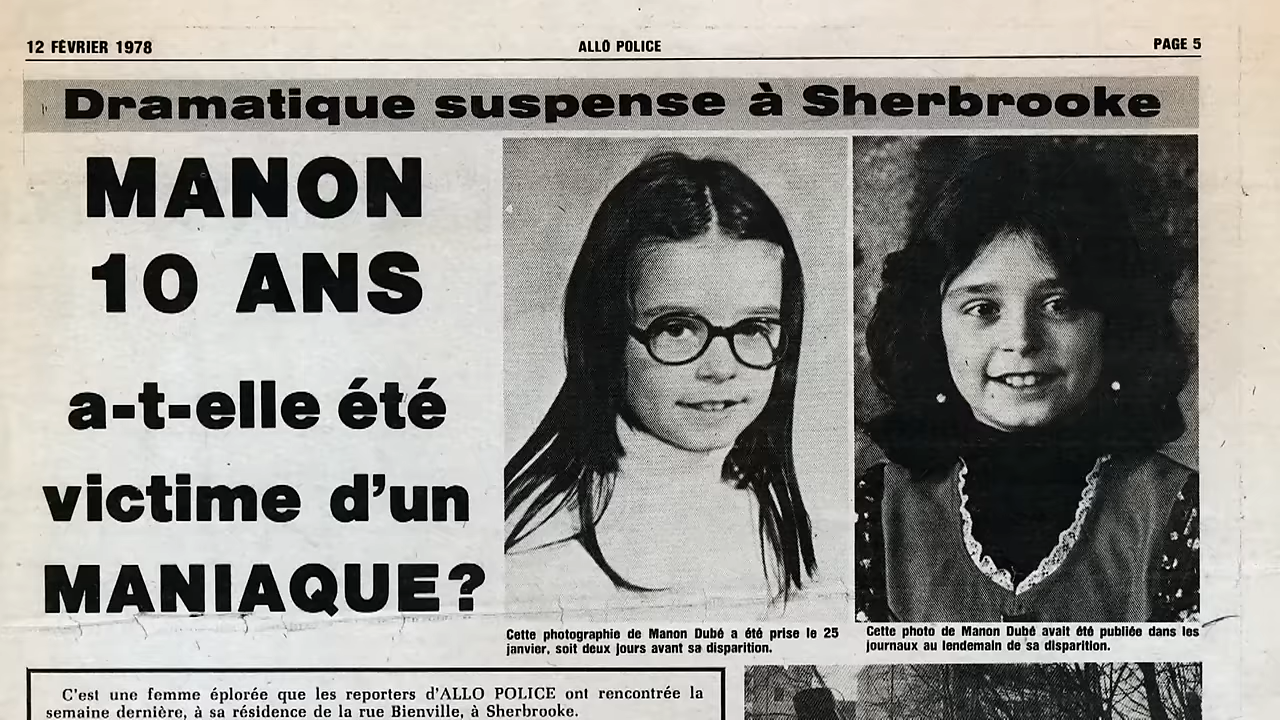 12 FÉVRIER 1978
ALLÔ POLICE
PAGE 5
Dramatique suspense à Sherbrooke
MANON
10 ANS
a-t-elle été
victime d'un
MANIAQUE?
Cette photographie de Manon Dubé a été prise le 25
janvier, soit deux jours avant sa disparition.
Cette photo de Manon Dubé avait été publiée dans les
journaux au lendemain de sa disparition.
C'est une femme éplorée que les reporters d'ALLO POLICE ont rencontrée la
semaine dernière, à sa résidence de la rue Bienville, à Sherbrooke.